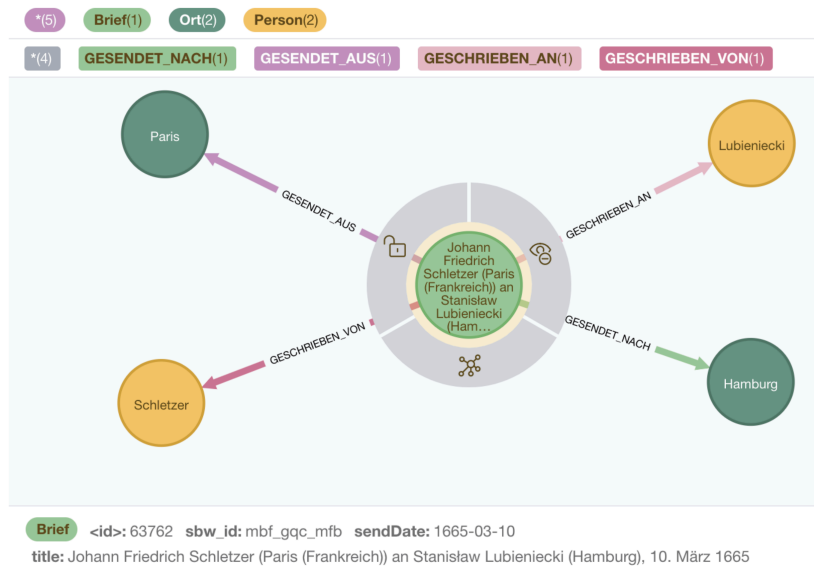 *(5) Brief(1) Ort(2) Person(2)
*(4) GESENDET_NACH(1) GESENDET_AUS(1) GESCHRIEBEN_AN(1) GESCHRIEBEN_VON(1)
Paris
Lubieniecki
GESENDET_AUS
GESCHRIEBEN_AN
Johann
Friedrich
Schletzer (Paris
(Frankreich)) an
Stanisław
Lubieniecki
(Ham…
GESCHRIEBEN_VON
GESENDET_NACH
Schletzer
Hamburg
Brief <id>: 63762 sbw_id: mbf_gqc_mfb sendDate: 1665-03-10
title: Johann Friedrich Schletzer (Paris (Frankreich)) an Stanisław Lubieniecki (Hamburg), 10. März 1665